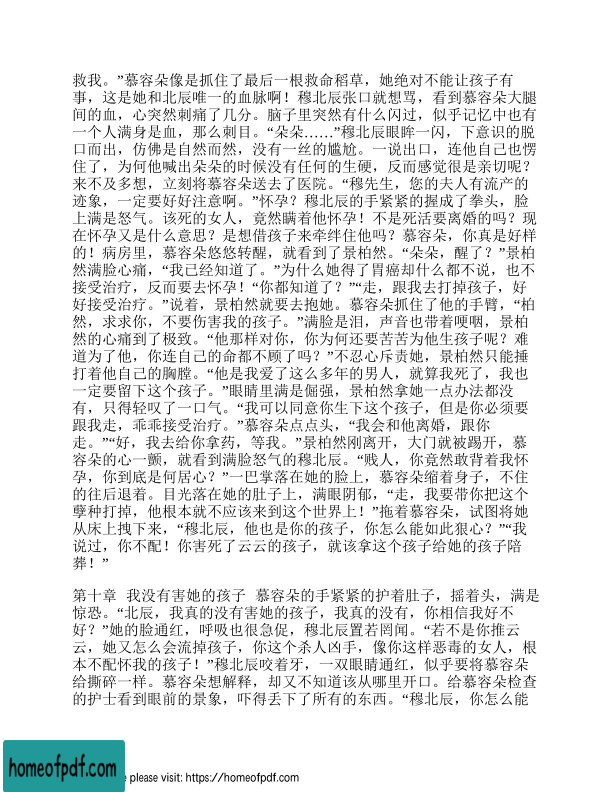 救我。”慕容朵像是抓住了最后一根救命稻草，她绝对不能让孩子有
事，这是她和北辰唯一的血脉啊！穆北辰张口就想骂，看到慕容朵大腿
间的血，心突然刺痛了几分。脑子里突然有什么闪过，似乎记忆中也有
一个人满身是血，那么刺目。“朵朵……”穆北辰眼眸一闪，下意识的脱
口而出，仿佛是自然而然，没有一丝的尴尬。一说出口，连他自己也愣
住了，为何他喊出朵朵的时候没有任何的生硬，反而感觉很是亲切呢？
来不及多想，立刻将慕容朵送去了医院。“穆先生，您的夫人有流产的
迹象，一定要好好注意啊。”怀孕？穆北辰的手紧紧的握成了拳头，脸
上满是怒气。该死的女人，竟然瞒着他怀孕！不是死活要离婚的吗？现
在怀孕又是什么意思？是想借孩子来牵绊住他吗？慕容朵，你真是好样
的！病房里，慕容朵悠悠转醒，就看到了景柏然。“朵朵，醒了？”景柏
然满脸心痛，“我已经知道了。”为什么她得了胃癌却什么都不说，也不
接受治疗，反而要去怀孕！“你都知道了？”“走，跟我去打掉孩子，好
好接受治疗。”说着，景柏然就要去抱她。慕容朵抓住了他的手臂，“柏
然，求求你，不要伤害我的孩子。”满脸是泪，声音也带着哽咽，景柏
然的心痛到了极致。“他那样对你，你为何还要苦苦为他生孩子呢？难
道为了他，你连自己的命都不顾了吗？”不忍心斥责她，景柏然只能捶
打着他自己的胸膛。“他是我爱了这么多年的男人，就算我死了，我也
一定要留下这个孩子。”眼睛里满是倔强，景柏然拿她一点办法都没
有，只得轻叹了一口气。“我可以同意你生下这个孩子，但是你必须要
跟我走，乖乖接受治疗。”慕容朵点点头，“我会和他离婚，跟你
走。”“好，我去给你拿药，等我。”景柏然刚离开，大门就被踢开，慕
容朵的心一颤，就看到满脸怒气的穆北辰。“贱人，你竟然敢背着我怀
孕，你到底是何居心？”一巴掌落在她的脸上，慕容朵缩着身子，不住
的往后退着。目光落在她的肚子上，满眼阴郁，“走，我要带你把这个
孽种打掉，他根本就不应该来到这个世界上！”拖着慕容朵，试图将她
从床上拽下来，“穆北辰，他也是你的孩子，你怎么能如此狠心？”“我
说过，你不配！你害死了云云的孩子，就该拿这个孩子给她的孩子陪
葬！”
第十章 我没有害她的孩子 慕容朵的手紧紧的护着肚子，摇着头，满是
惊恐。“北辰，我真的没有害她的孩子，我真的没有，你相信我好不
好？”她的脸通红，呼吸也很急促，穆北辰置若罔闻。“若不是你推云
云，她又怎么会流掉孩子，你这个杀人凶手，像你这样恶毒的女人，根
本不配怀我的孩子！”穆北辰咬着牙，一双眼睛通红，似乎要将慕容朵
给撕碎一样。慕容朵想解释，却又不知道该从哪里开口。给慕容朵检查
的护士看到眼前的景象，吓得丢下了所有的东西。“穆北辰，你怎么能
homeofpdf.com
please visit: https://homeofpdf.com